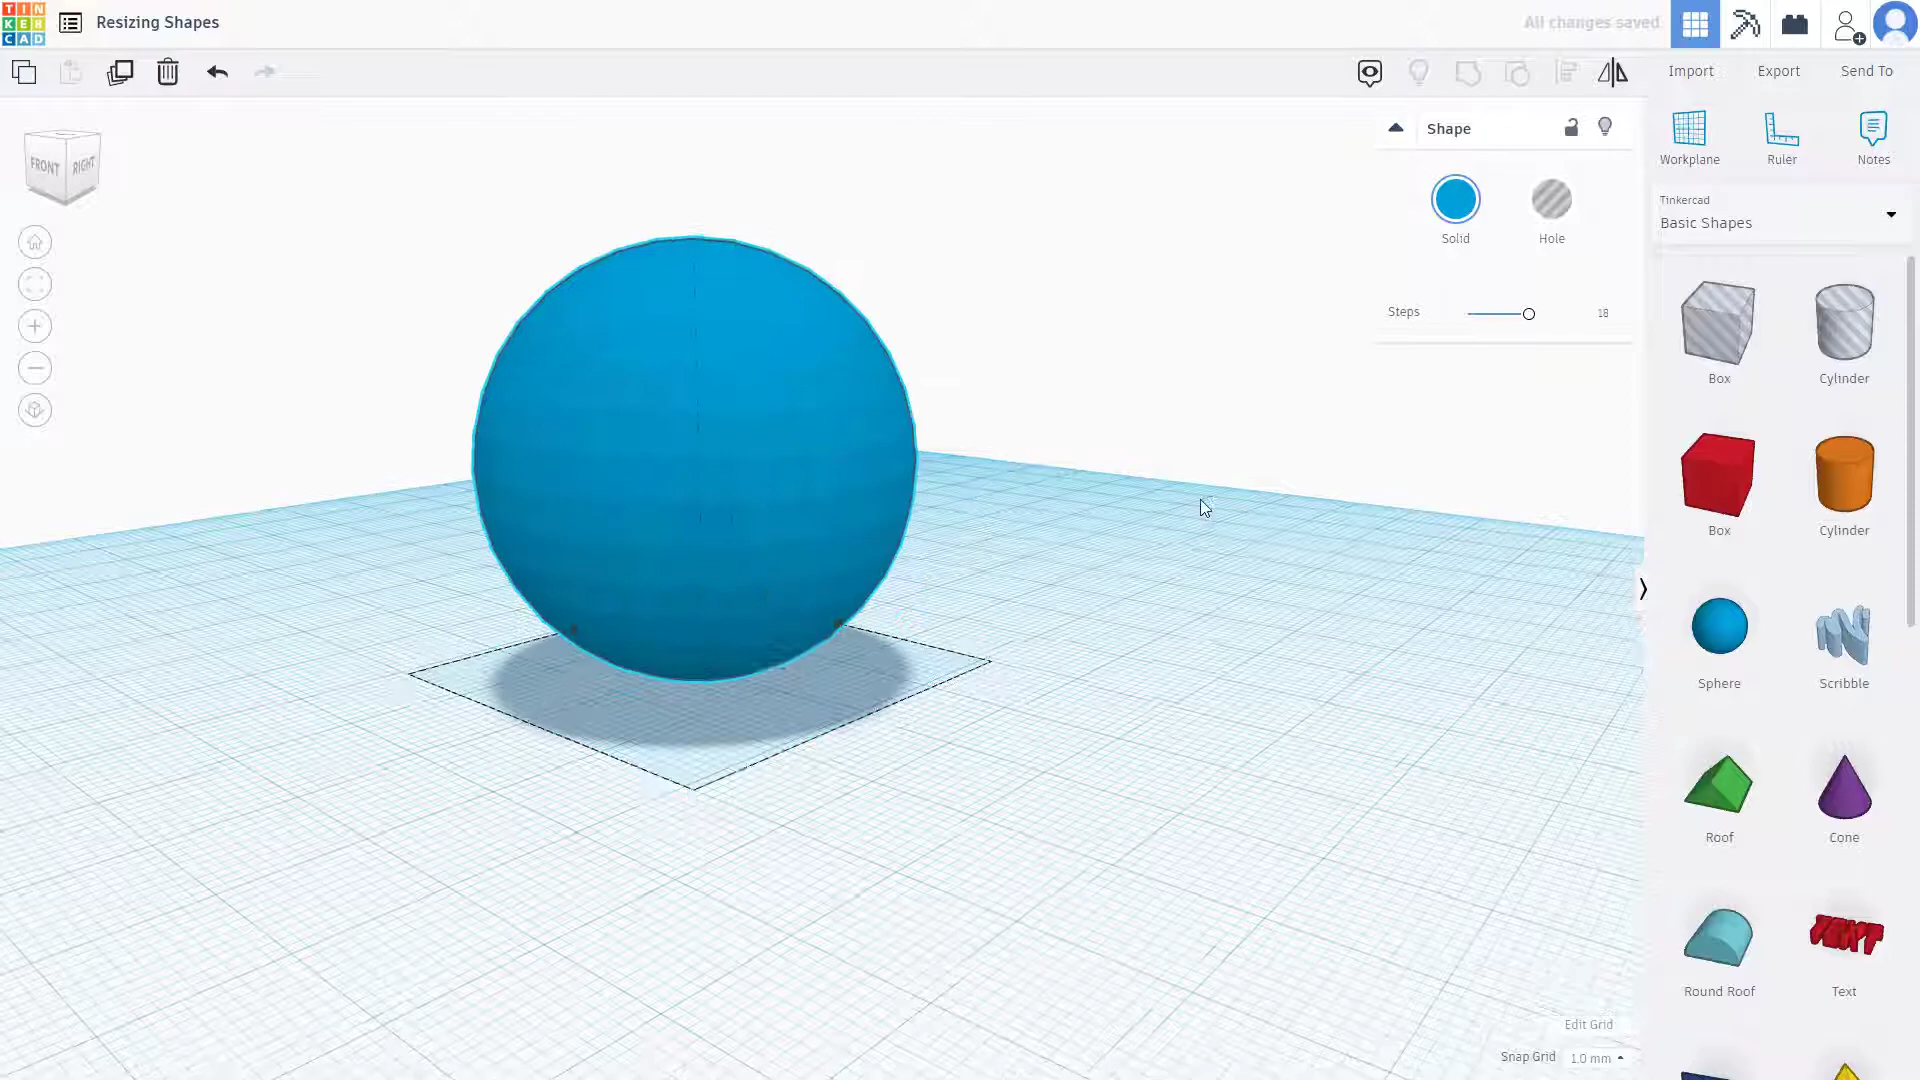 TIN
KER
CAD
Resizing Shapes
All changes saved
Import
Export
Send To
FRONT
RIGHT
Shape
Solid
Hole
Steps
18
Workplane
Ruler
Notes
Tinkercad
Basic Shapes
Box
Cylinder
Box
Cylinder
Sphere
Scribble
Roof
Cone
TEXT
Round Roof
Text
Edit Grid
Snap Grid
1.0 mm